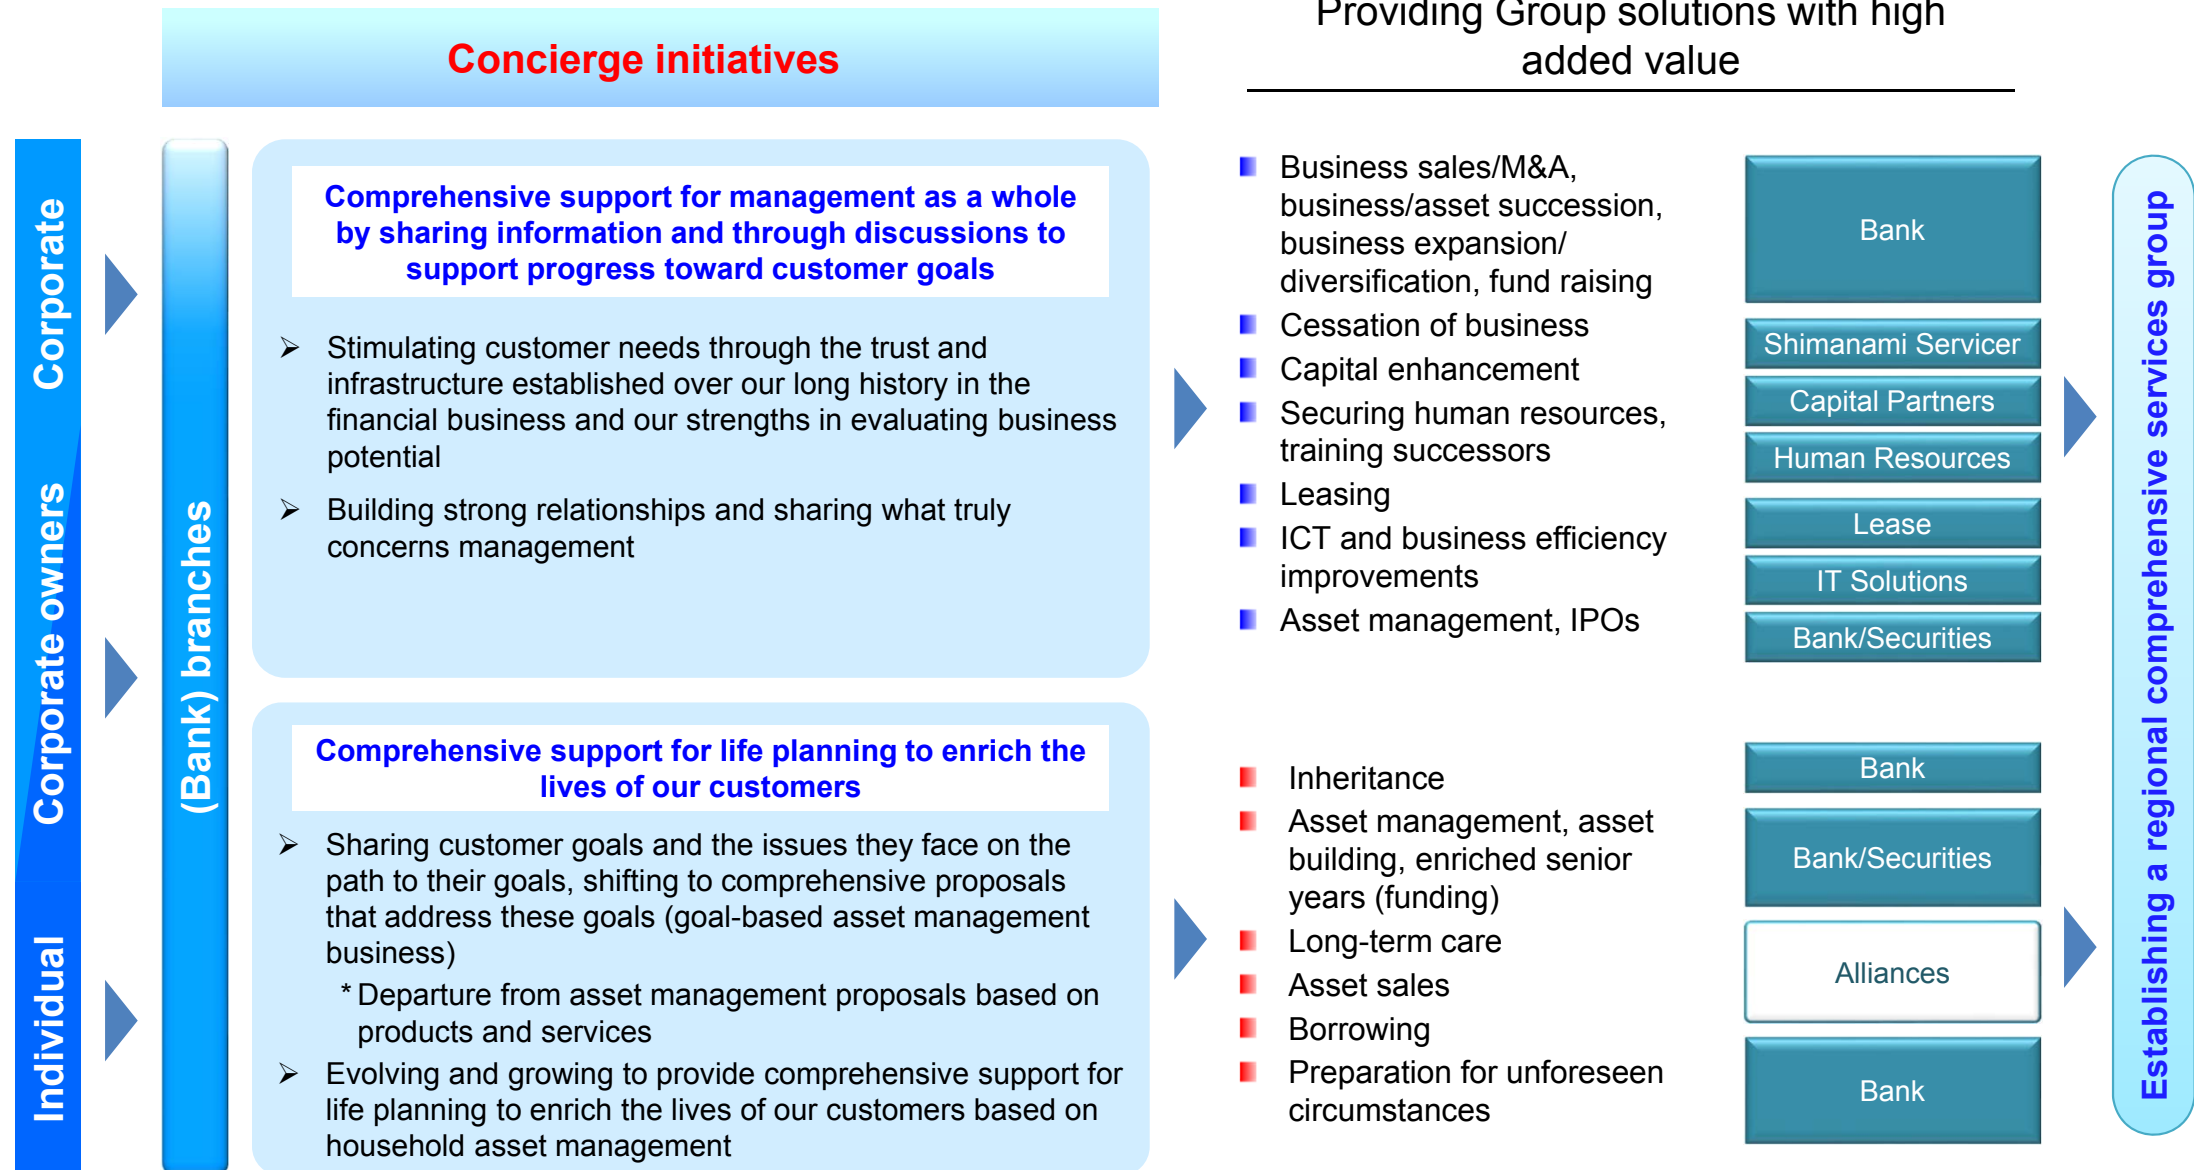 Concierge initiatives
Providing Group solutions with high
added value
Corporate
Corporate owners
Individual
(Bank) branches
Comprehensive support for management as a whole
by sharing information and through discussions to
support progress toward customer goals
➢ Stimulating customer needs through the trust and
infrastructure established over our long history in the
financial business and our strengths in evaluating business
potential
➢ Building strong relationships and sharing what truly
concerns management
Comprehensive support for life planning to enrich the
lives of our customers
➢ Sharing customer goals and the issues they face on the
path to their goals, shifting to comprehensive proposals
that address these goals (goal-based asset management
business)
* Departure from asset management proposals based on
products and services
➢ Evolving and growing to provide comprehensive support for
life planning to enrich the lives of our customers based on
household asset management
Business sales/M&A,
business/asset succession,
business expansion/
diversification, fund raising
Cessation of business
Capital enhancement
Securing human resources,
training successors
Leasing
ICT and business efficiency
improvements
Asset management, IPOs
Bank
Shimanami Servicer
Capital Partners
Human Resources
Lease
IT Solutions
Bank/Securities
Inheritance
Asset management, asset
building, enriched senior
years (funding)
Long-term care
Asset sales
Borrowing
Preparation for unforeseen
circumstances
Bank
Bank/Securities
Alliances
Bank
Establishing a regional comprehensive services group